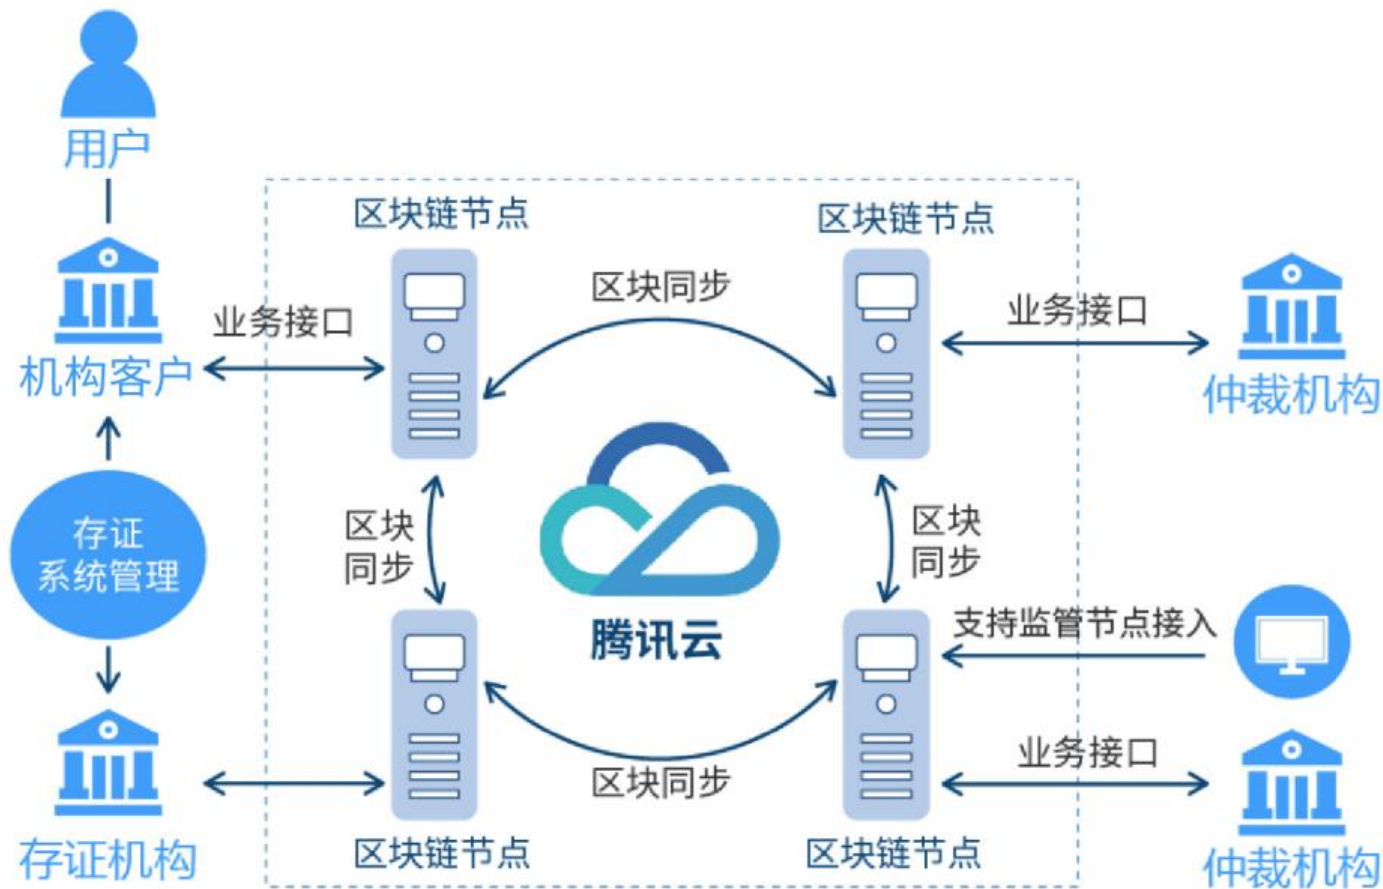 用户
区块链节点
区块链节点
区块同步
业务接口
业务接口
机构客户
仲裁机构
存证
系统管理
区块
同步
区块
同步
腾讯云
支持监管节点接入
业务接口
区块同步
存证机构
区块链节点
区块链节点
仲裁机构